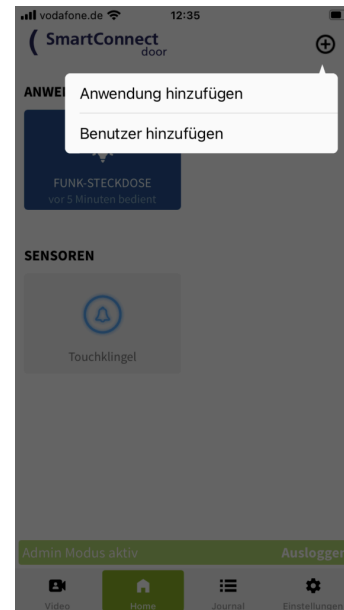 vodafone.de 12:35
SmartConnect
door
ANWE
Anwendung hinzufügen
Benutzer hinzufügen
FUNK-STECKDOSE
vor 5 Minuten bedient
SENSOREN
Touchklingel
Admin Modus aktiv Ausloggen
Video Home Journal Einstellungen